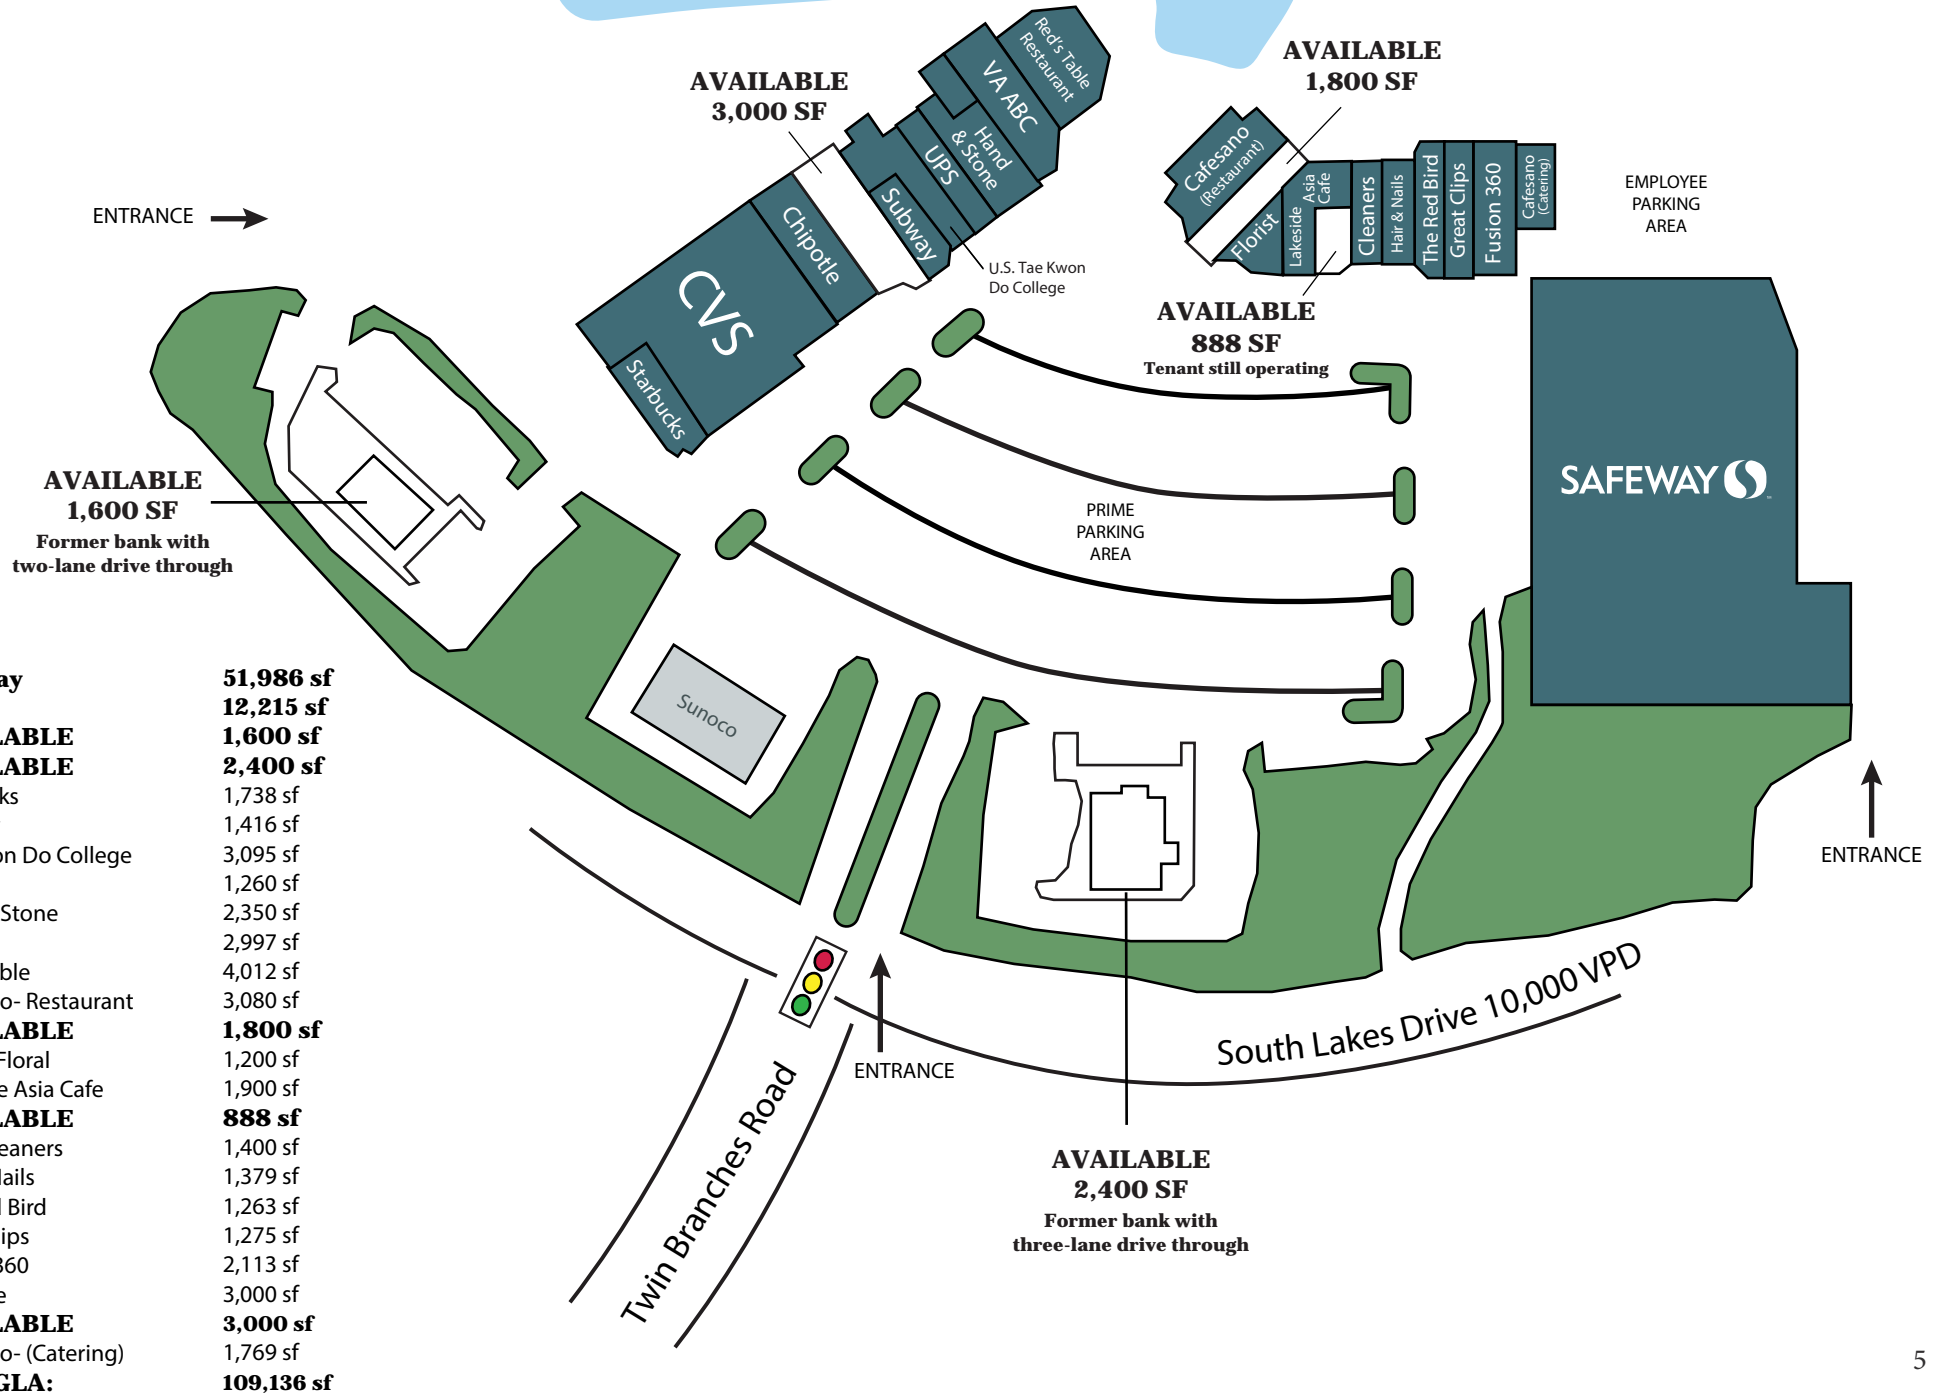 AVAILABLE
3,000 SF
Red's Table
Restaurant
VA ABC
Hand
& Stone
UPS
Subway
U.S. Tae Kwon
Do College
Chipotle
CVS
Starbucks
AVAILABLE
1,800 SF
Cafesano
(Restaurant)
Florist
Lakeside
Asia
Cafe
Cleaners
Hair & Nails
The Red Bird
Great Clips
Fusion 360
Cafesano
(Catering)
EMPLOYEE
PARKING
AREA
AVAILABLE
888 SF
Tenant still operating
ENTRANCE
SAFEWAY
AVAILABLE
1,600 SF
Former bank with
two-lane drive through
PRIME
PARKING
AREA
Sunoco
ENTRANCE
ENTRANCE
South Lakes Drive 10,000 VPD
Twin Branches Road
AVAILABLE
2,400 SF
Former bank with
three-lane drive through
51,986 sf
12,215 sf
1,600 sf
2,400 sf
1,738 sf
1,416 sf
Do College 3,095 sf
1,260 sf
Stone 2,350 sf
2,997 sf
4,012 sf
Restaurant 3,080 sf
1,800 sf
Floral 1,200 sf
Asia Cafe 1,900 sf
888 sf
1,400 sf
1,379 sf
Bird 1,263 sf
1,275 sf
2,113 sf
3,000 sf
3,000 sf
(Catering) 1,769 sf
GLA: 109,136 sf
5